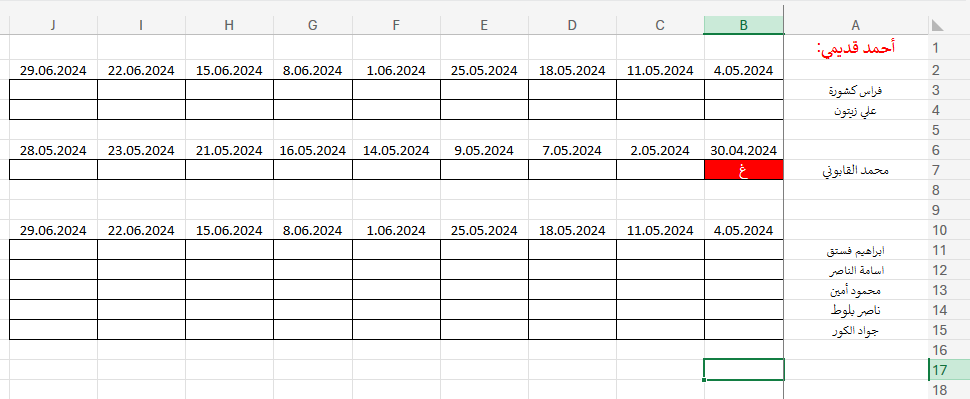 A B C D E F G H I J
1 أحمد قديمي:
2 4.05.2024 11.05.2024 18.05.2024 25.05.2024 1.06.2024 8.06.2024 15.06.2024 22.06.2024 29.06.2024
3 فراس كشورة
4 علي زيتون
5
6 30.04.2024 2.05.2024 7.05.2024 9.05.2024 14.05.2024 16.05.2024 21.05.2024 23.05.2024 28.05.2024
7 محمد القابوني غ
8
9
10 4.05.2024 11.05.2024 18.05.2024 25.05.2024 1.06.2024 8.06.2024 15.06.2024 22.06.2024 29.06.2024
11 ابراهيم فستق
12 اسامة الناصر
13 محمود أمين
14 ناصر بلوط
15 جواد الكور
16
17
18